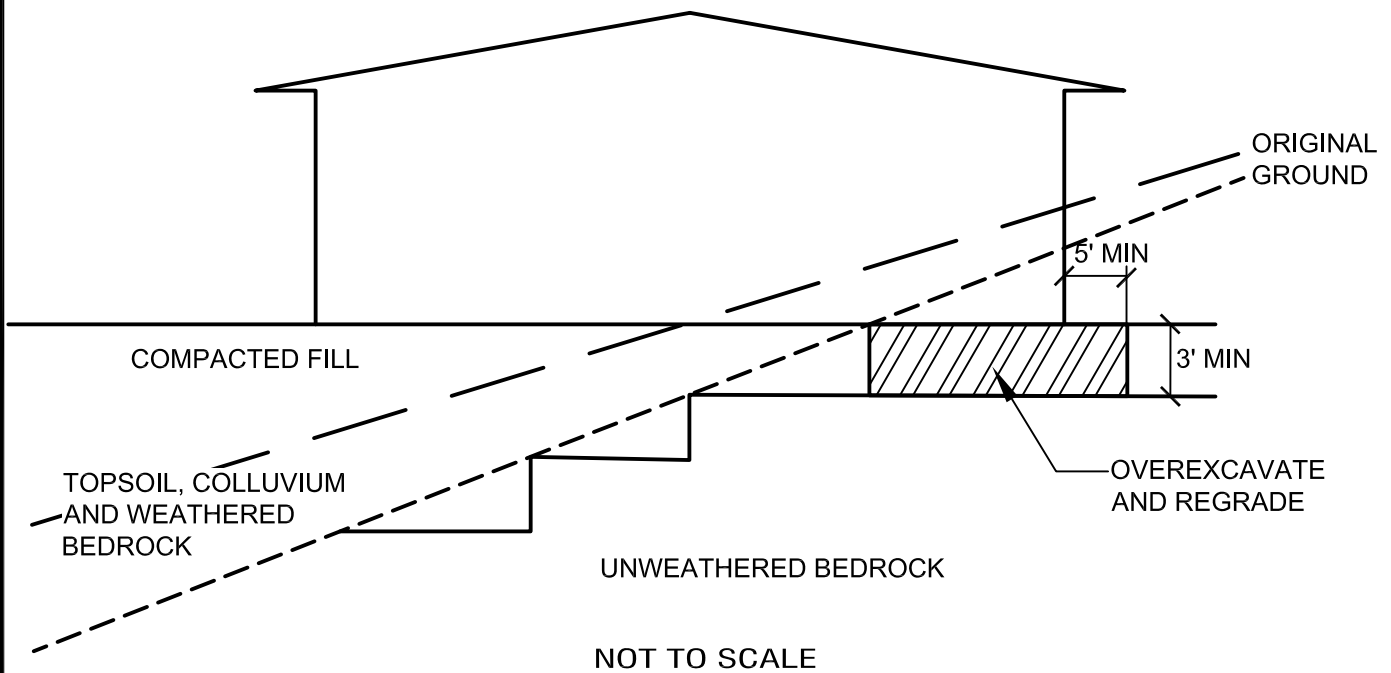 ORIGINAL
GROUND
5' MIN
COMPACTED FILL
3' MIN
TOPSOIL, COLLUVIUM
AND WEATHERED
BEDROCK
OVEREXCAVATE
AND REGRADE
UNWEATHERED BEDROCK
NOT TO SCALE